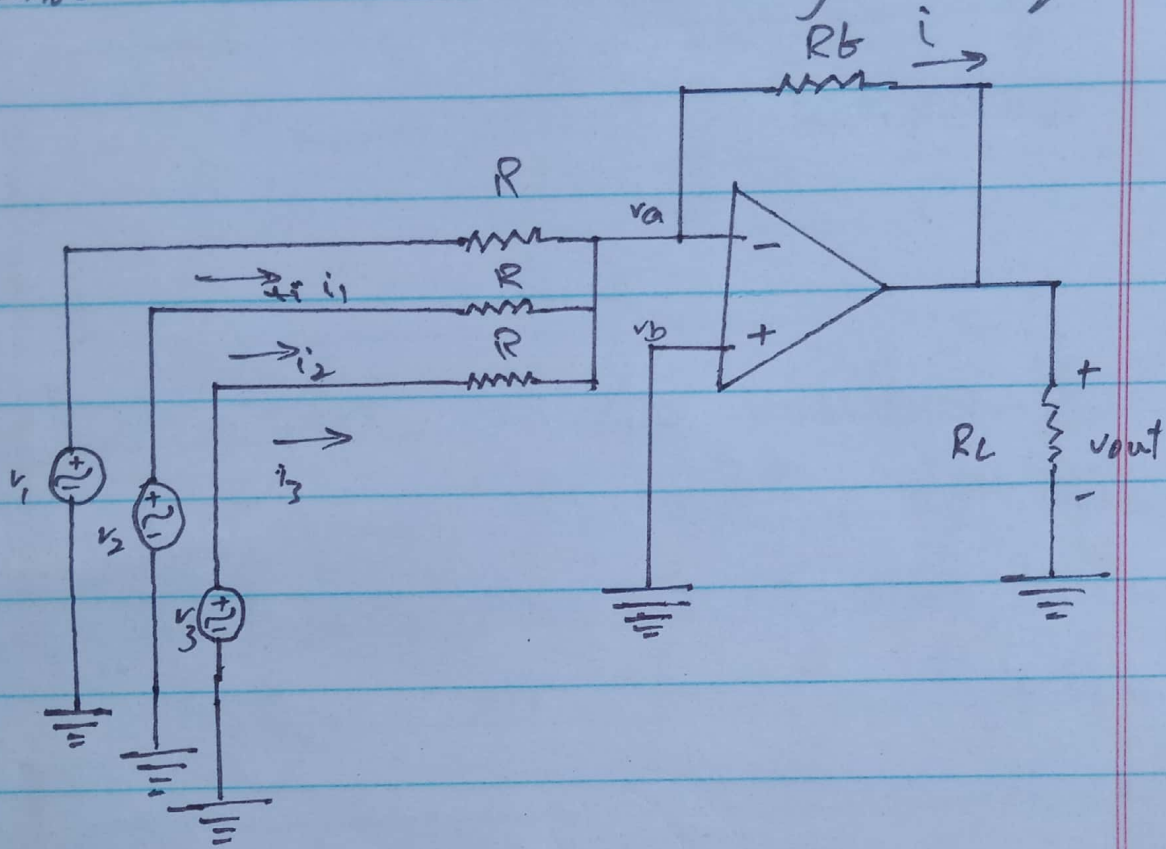 Rf i
R
va
R
i1
vb +
R
i2
-
+
RL vout
-
i3
v1 +
-
v2 +
-
v3 +
-